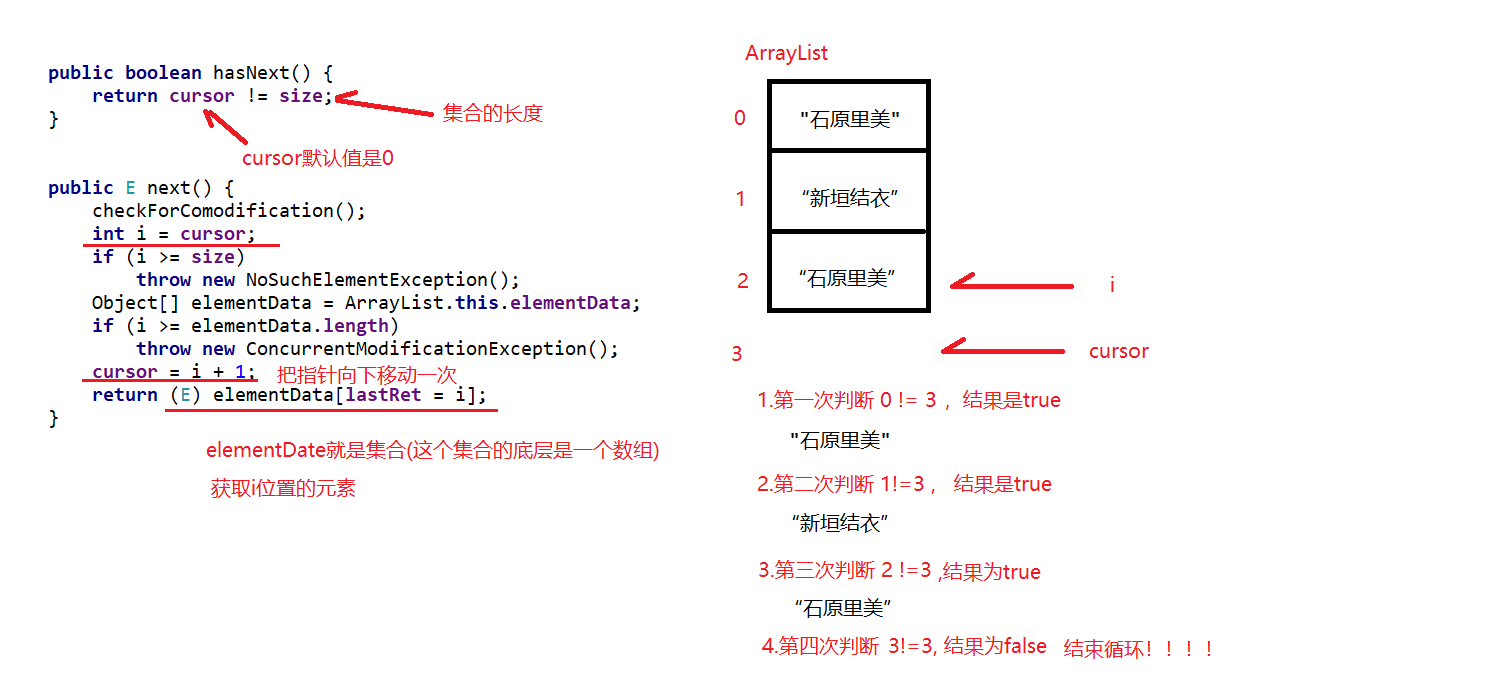 public boolean hasNext() {
return cursor != size;
集合的长度
}
cursor默认值是0
public E next() {
checkForComodification();
int i = cursor;
if (i >= size)
throw new NoSuchElementException();
Object[] elementData = ArrayList.this.elementData;
if (i >= elementData.length)
throw new ConcurrentModificationException();
cursor = i + 1;
把指针向下移动一次
return (E) elementData[lastRet = i];
}
elementDate就是集合(这个集合的底层是一个数组)
获取i位置的元素
ArrayList
0
"石原里美"
1
“新垣结衣”
2
“石原里美”
i
3
cursor
1.第一次判断 0 != 3 ，结果是true
"石原里美"
2.第二次判断 1!=3 ， 结果是true
“新垣结衣”
3.第三次判断 2 !=3 ,结果为true
“石原里美”
4.第四次判断 3!=3, 结果为false 结束循环！！！！